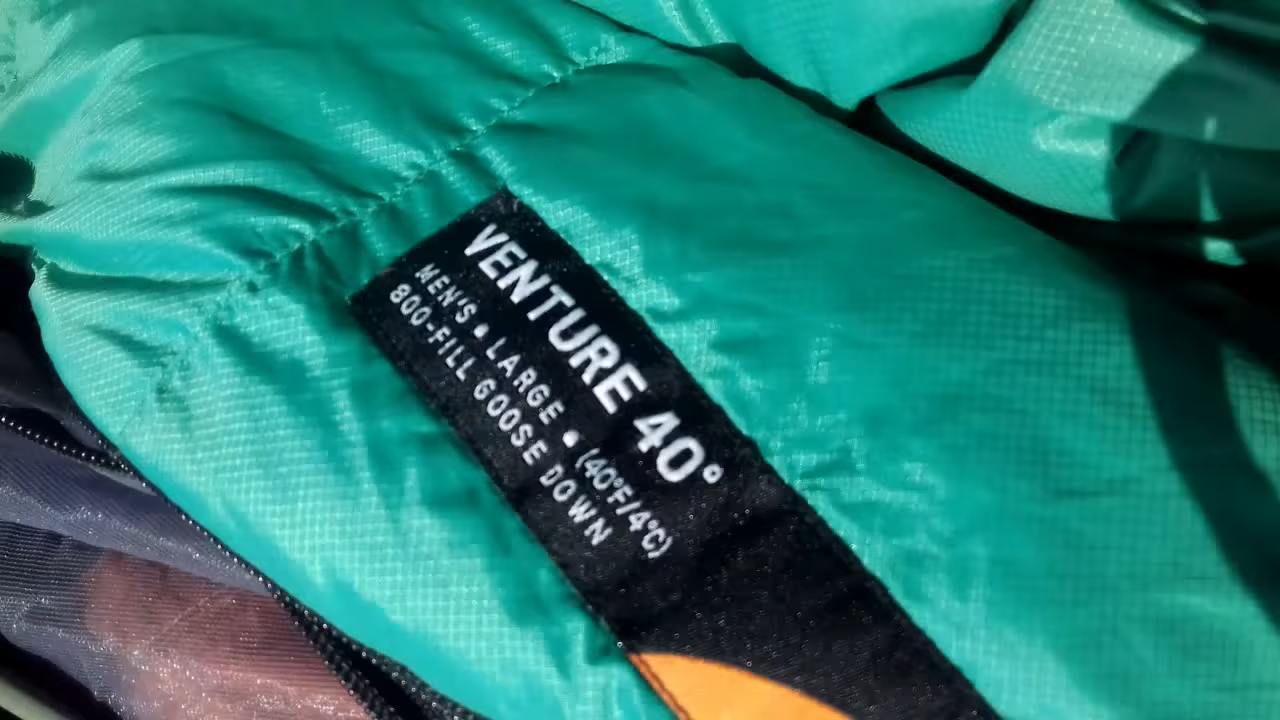 VENTURE 40°
MEN'S • LARGE • (40°F/4°C)
800-FILL GOOSE DOWN